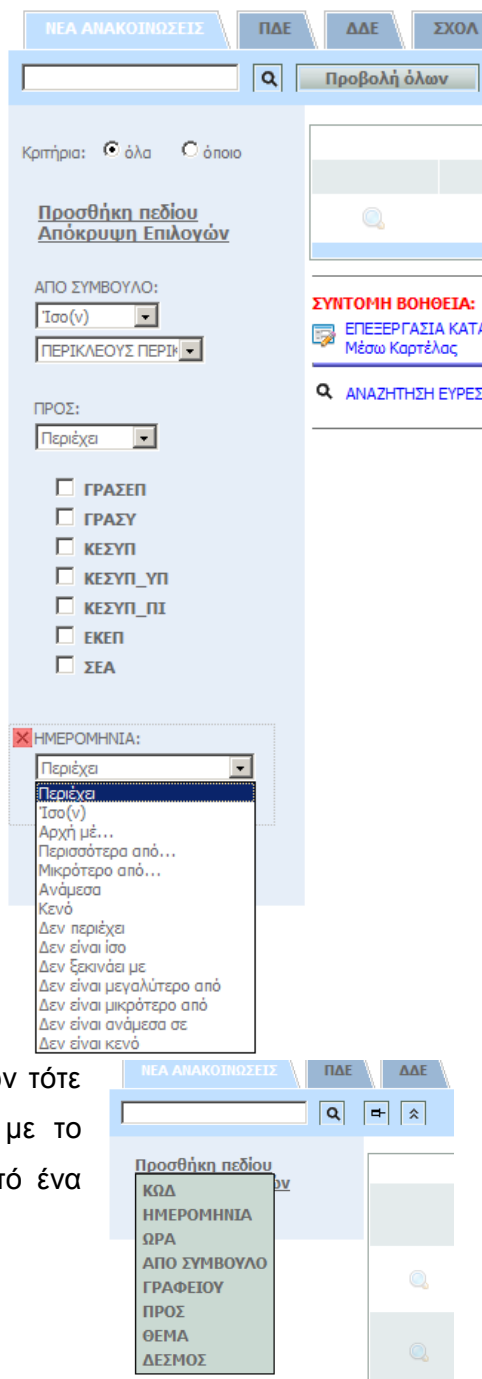 ΝΕΑ ΑΝΑΚΟΙΝΩΣΕΙΣ ΠΔΕ ΔΔΕ ΣΧΟΛ
Προβολή όλων
Κριτήρια: όλα όποιο
Προσθήκη πεδίου
Απόκρυψη Επιλογών
ΑΠΟ ΣΥΜΒΟΥΛΟ:
Ίσο(ν)
ΠΕΡΙΚΛΕΟΥΣ ΠΕΡΙΚ
ΠΡΟΣ:
Περιέχει
ΓΡΑΣΕΠ
ΓΡΑΣΥ
ΚΕΣΥΠ
ΚΕΣΥΠ_ΥΠ
ΚΕΣΥΠ_ΠΙ
ΕΚΕΠ
ΣΕΑ
ΗΜΕΡΟΜΗΝΙΑ:
Περιέχει
Περιέχει
Ίσο(ν)
Αρχή μέ...
Περισσότερα από...
Μικρότερο από...
Ανάμεσα
Κενό
Δεν περιέχει
Δεν είναι ίσο
Δεν ξεκινάει με
Δεν είναι μεγαλύτερο από
Δεν είναι μικρότερο από
Δεν είναι ανάμεσα σε
Δεν είναι κενό
ΣΥΝΤΟΜΗ ΒΟΗΘΕΙΑ:
ΕΠΕΞΕΡΓΑΣΙΑ ΚΑΤΑ
Μέσω Καρτέλας
ΑΝΑΖΗΤΗΣΗ ΕΥΡΕΣ
ν τότε
με το
τό ένα
ΝΕΑ ΑΝΑΚΟΙΝΩΣΕΙΣ ΠΔΕ ΔΔΕ
Προσθήκη πεδίου
ών
ΚΩΔ
ΗΜΕΡΟΜΗΝΙΑ
ΩΡΑ
ΑΠΟ ΣΥΜΒΟΥΛΟ
ΓΡΑΦΕΙΟΥ
ΠΡΟΣ
ΘΕΜΑ
ΔΕΣΜΟΣ